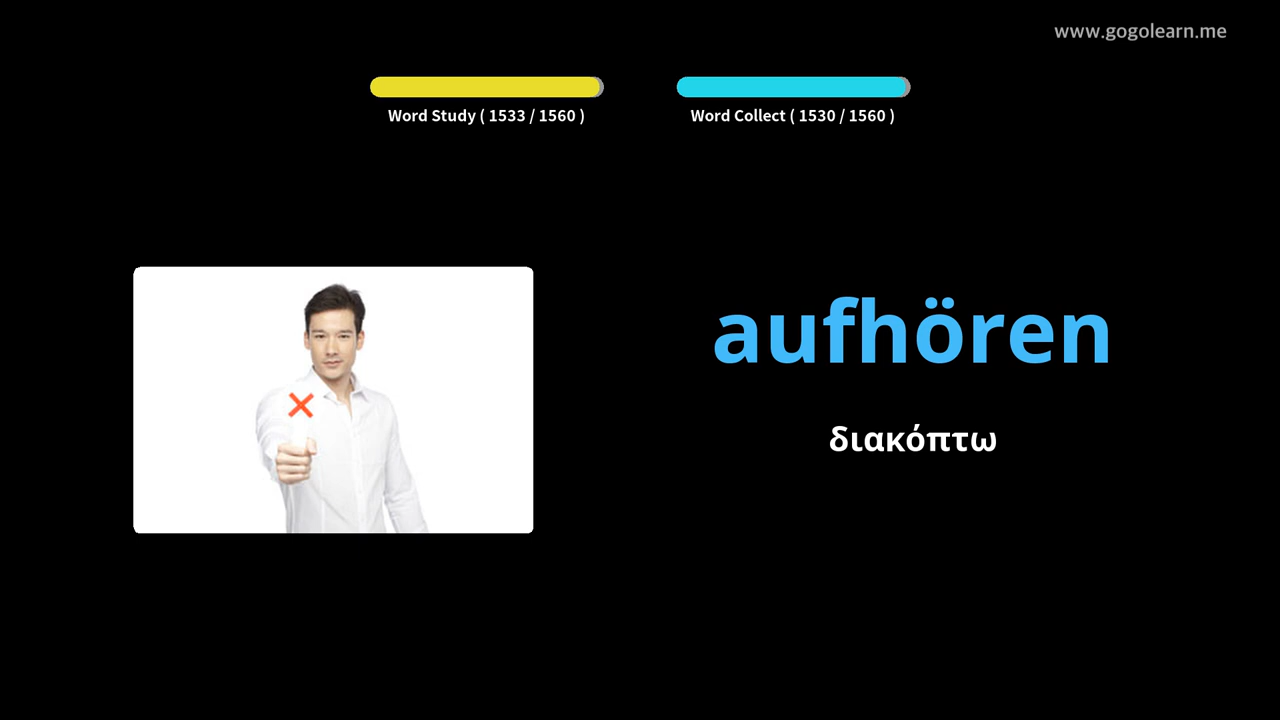 www.gogolearn.me
Word Study ( 1533 / 1560 )
Word Collect ( 1530 / 1560 )
aufhören
διακόπτω